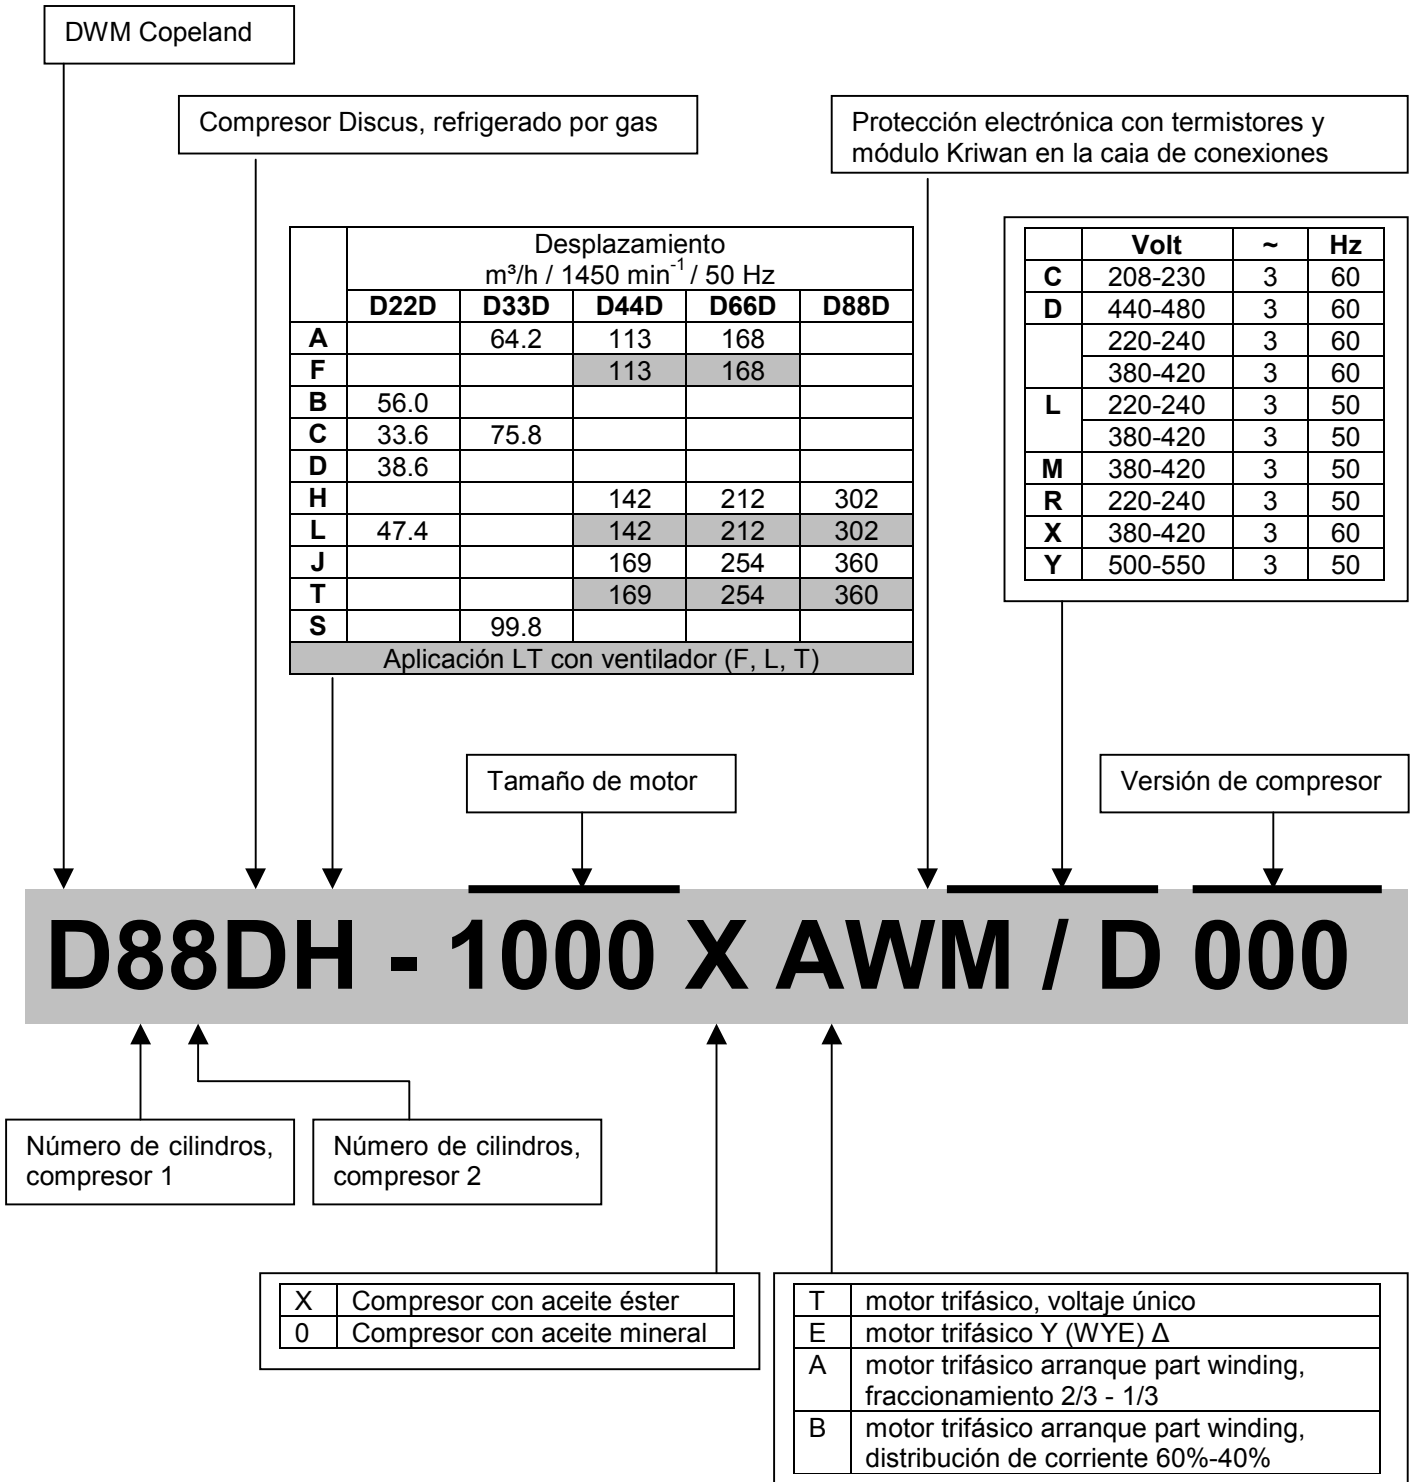 DWM Copeland
Compresor Discus, refrigerado por gas
Protección electrónica con termistores y
módulo Kriwan en la caja de conexiones
Desplazamiento
m³/h / 1450 min⁻¹ / 50 Hz
D22D D33D D44D D66D D88D
A 64.2 113 168
F 113 168
B 56.0
C 33.6 75.8
D 38.6
H 142 212 302
L 47.4 142 212 302
J 169 254 360
T 169 254 360
S 99.8
Aplicación LT con ventilador (F, L, T)
Volt ~ Hz
C 208-230 3 60
D 440-480 3 60
220-240 3 60
380-420 3 60
L 220-240 3 50
380-420 3 50
M 380-420 3 50
R 220-240 3 50
X 380-420 3 60
Y 500-550 3 50
Tamaño de motor
Versión de compresor
D88DH - 1000 X AWM / D 000
Número de cilindros,
compresor 1
Número de cilindros,
compresor 2
X Compresor con aceite éster
0 Compresor con aceite mineral
T motor trifásico, voltaje único
E motor trifásico Y (WYE) Δ
A motor trifásico arranque part winding,
fraccionamiento 2/3 - 1/3
B motor trifásico arranque part winding,
distribución de corriente 60%-40%